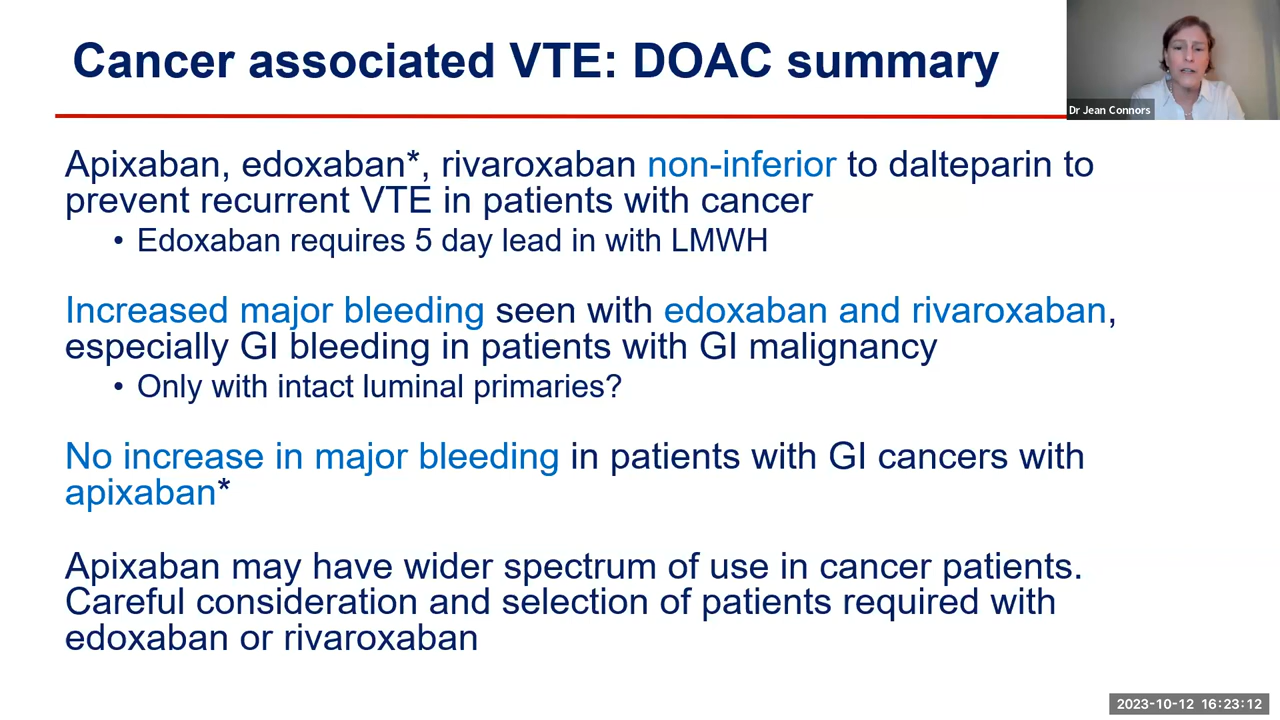 Cancer associated VTE: DOAC summary
Dr Jean Connors
Apixaban, edoxaban*, rivaroxaban non-inferior to dalteparin to
prevent recurrent VTE in patients with cancer
• Edoxaban requires 5 day lead in with LMWH
Increased major bleeding seen with edoxaban and rivaroxaban,
especially GI bleeding in patients with GI malignancy
• Only with intact luminal primaries?
No increase in major bleeding in patients with GI cancers with
apixaban*
Apixaban may have wider spectrum of use in cancer patients.
Careful consideration and selection of patients required with
edoxaban or rivaroxaban
2023-10-12 16:23:12